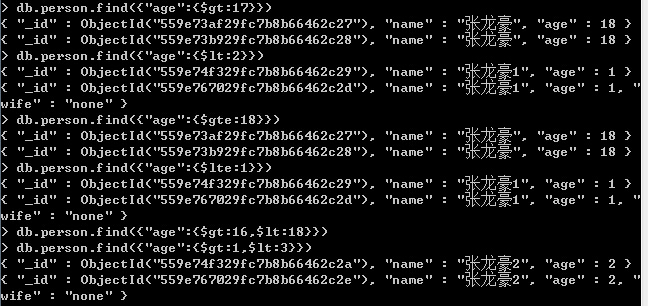 > db.person.find({"age":{$gt:17}})
{ "_id" : ObjectId("559e73af29fc7b8b66462c27"), "name" : "张龙豪", "age" : 18 }
{ "_id" : ObjectId("559e73b929fc7b8b66462c28"), "name" : "张龙豪", "age" : 18 }
> db.person.find({"age":{$lt:2}})
{ "_id" : ObjectId("559e74f329fc7b8b66462c29"), "name" : "张龙豪1", "age" : 1 }
{ "_id" : ObjectId("559e767029fc7b8b66462c2d"), "name" : "张龙豪1", "age" : 1, "
wife" : "none" }
> db.person.find({"age":{$gte:18}})
{ "_id" : ObjectId("559e73af29fc7b8b66462c27"), "name" : "张龙豪", "age" : 18 }
{ "_id" : ObjectId("559e73b929fc7b8b66462c28"), "name" : "张龙豪", "age" : 18 }
> db.person.find({"age":{$lte:1}})
{ "_id" : ObjectId("559e74f329fc7b8b66462c29"), "name" : "张龙豪1", "age" : 1 }
{ "_id" : ObjectId("559e767029fc7b8b66462c2d"), "name" : "张龙豪1", "age" : 1, "
wife" : "none" }
> db.person.find({"age":{$gt:16,$lt:18}})
> db.person.find({"age":{$gt:1,$lt:3}})
{ "_id" : ObjectId("559e74f329fc7b8b66462c2a"), "name" : "张龙豪2", "age" : 2 }
{ "_id" : ObjectId("559e767029fc7b8b66462c2e"), "name" : "张龙豪2", "age" : 2, "
wife" : "none" }